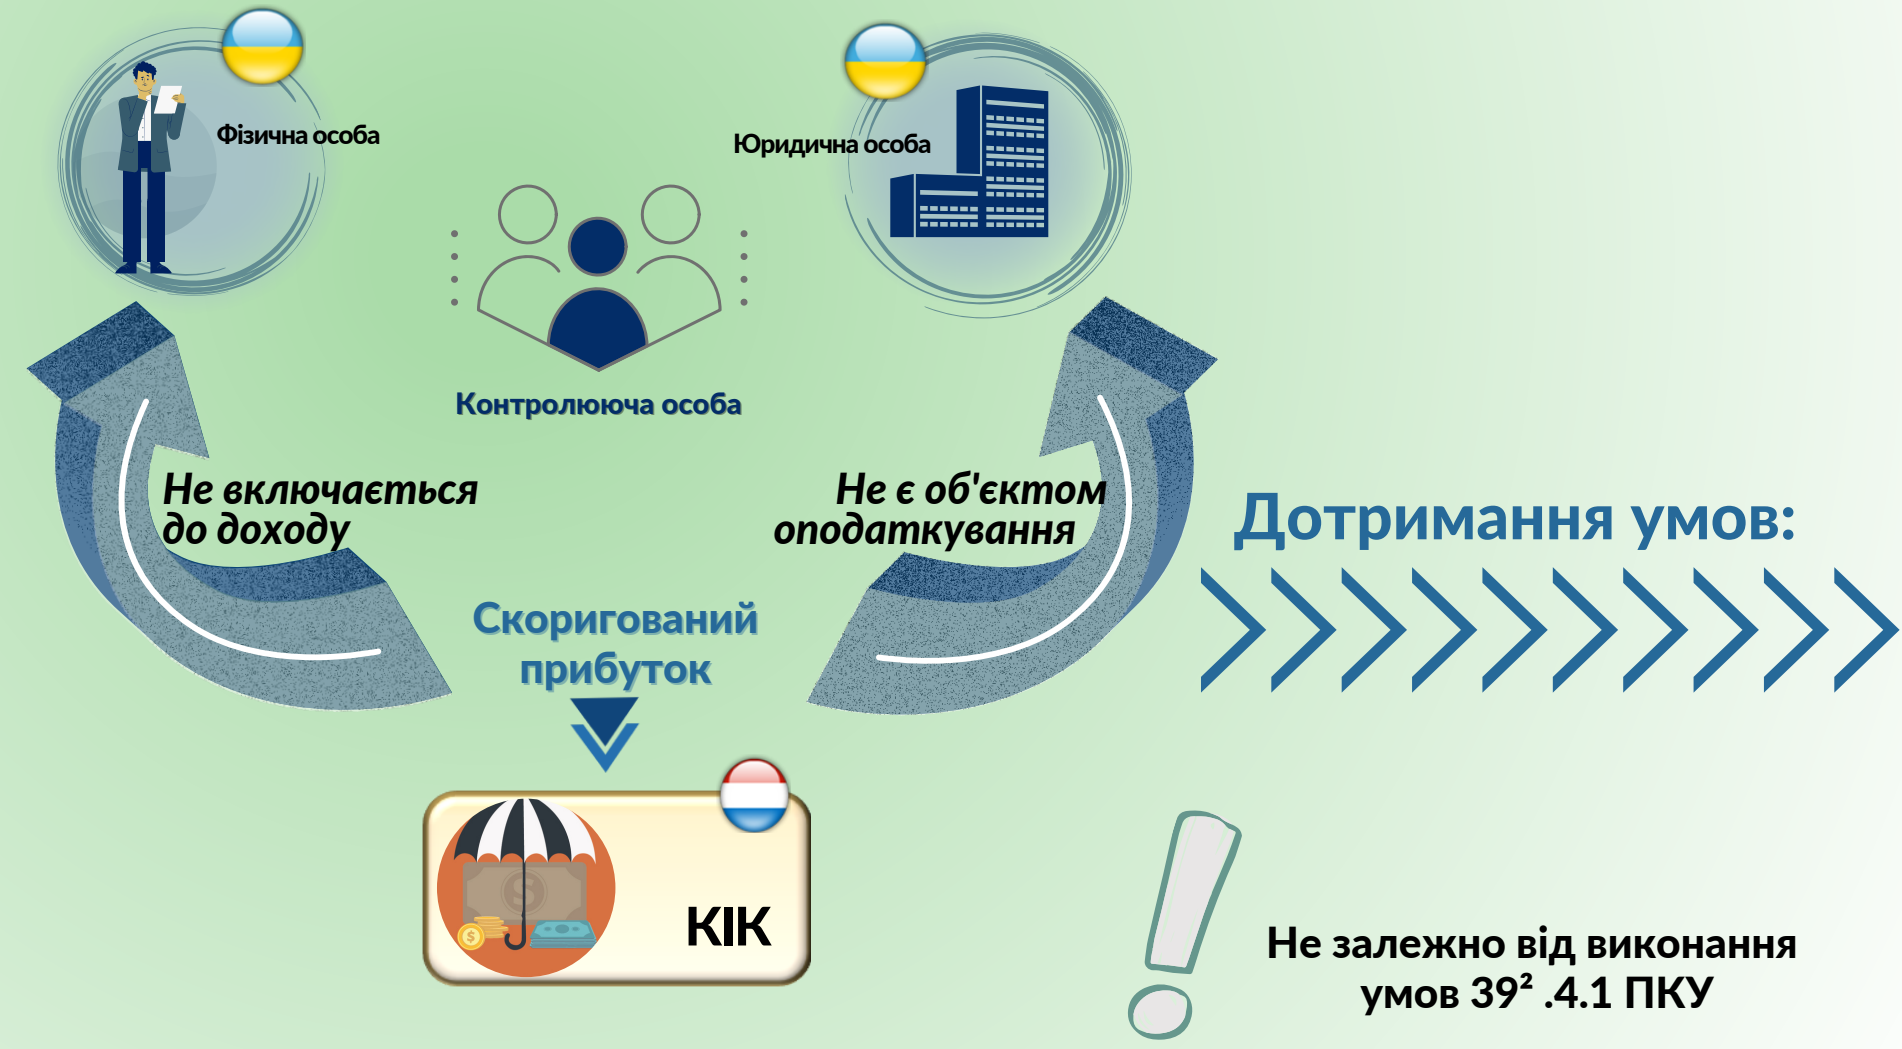 Фізична особа
Юридична особа
Контролююча особа
Не включається
до доходу
Не є об'єктом
оподаткування
Дотримання умов:
Скоригований
прибуток
КІК
Не залежно від виконання
умов 39² .4.1 ПКУ